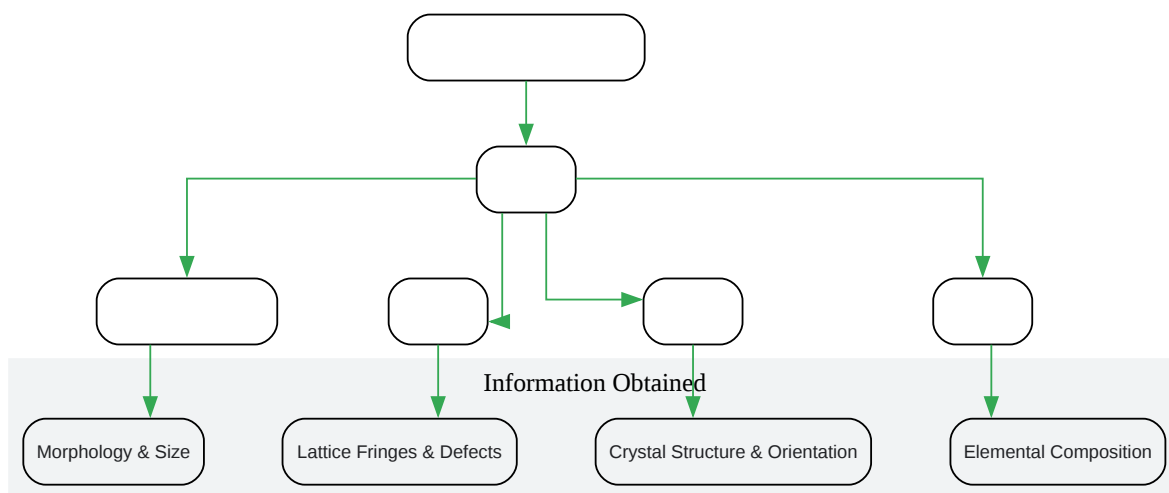 Information Obtained
Morphology & Size
Lattice Fringes & Defects
Crystal Structure & Orientation
Elemental Composition